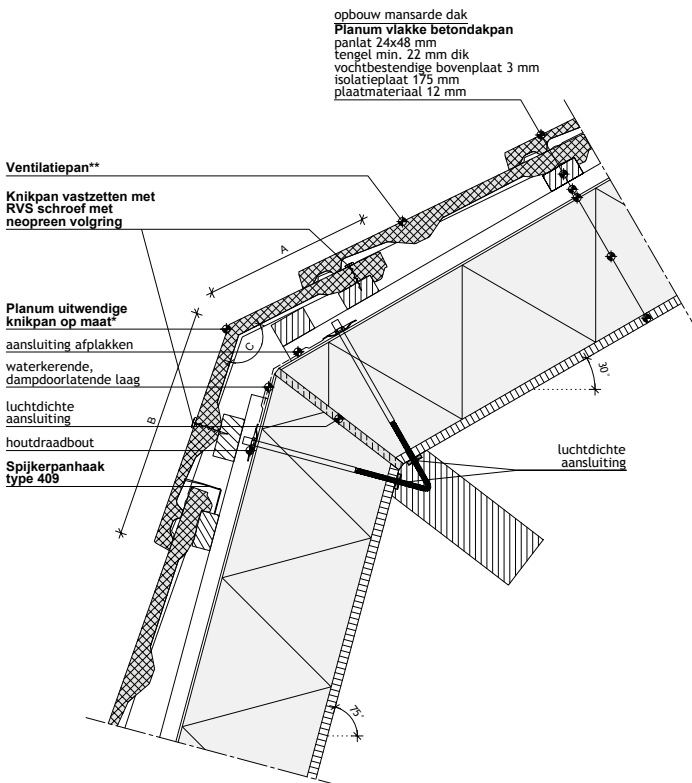 opbouw mansarde dak
Planum vlakke betondakpan
panlat 24x48 mm
tengel min. 22 mm dik
vochtbestendige bovenplaat 3 mm
isolatieplaat 175 mm
plaatmateriaal 12 mm
Ventilatiepan**
Knikpan vastzetten met
RVS schroef met
neopreen volgring
A
Planum uitwendige
knikpan op maat*
C
aansluiting afplakken
waterkerende,
dampdoorlatende laag
B
luchtdichte
aansluiting
houtdraadbout
Spijkerpanhaak
type 409
30°
luchtdichte
aansluiting
75°